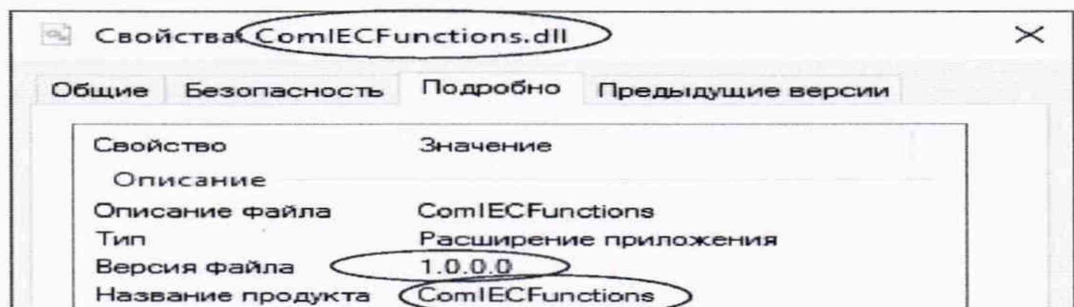 Свойства: ComIECFunctions.dll
Общие Безопасность Подробно Предыдущие версии
Свойство Значение
Описание
Описание файла ComIECFunctions
Тип Расширение приложения
Версия файла 1.0.0.0
Название продукта ComIECFunctions